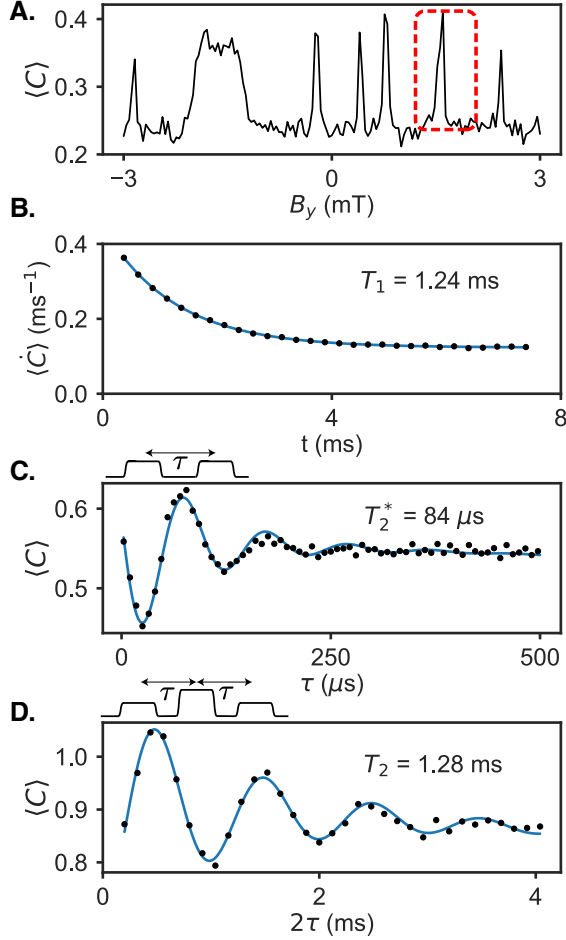 A.
⟨C⟩
0.4
0.3
0.2
−3
0
3
B_y (mT)
B.
⟨Ċ⟩ (ms⁻¹)
0.4
0.2
0.0
T₁ = 1.24 ms
0
4
8
t (ms)
C.
τ
⟨C⟩
0.6
0.5
T₂* = 84 μs
0
250
500
τ (μs)
D.
τ
τ
⟨C⟩
1.0
0.9
0.8
T₂ = 1.28 ms
0
2
4
2τ (ms)